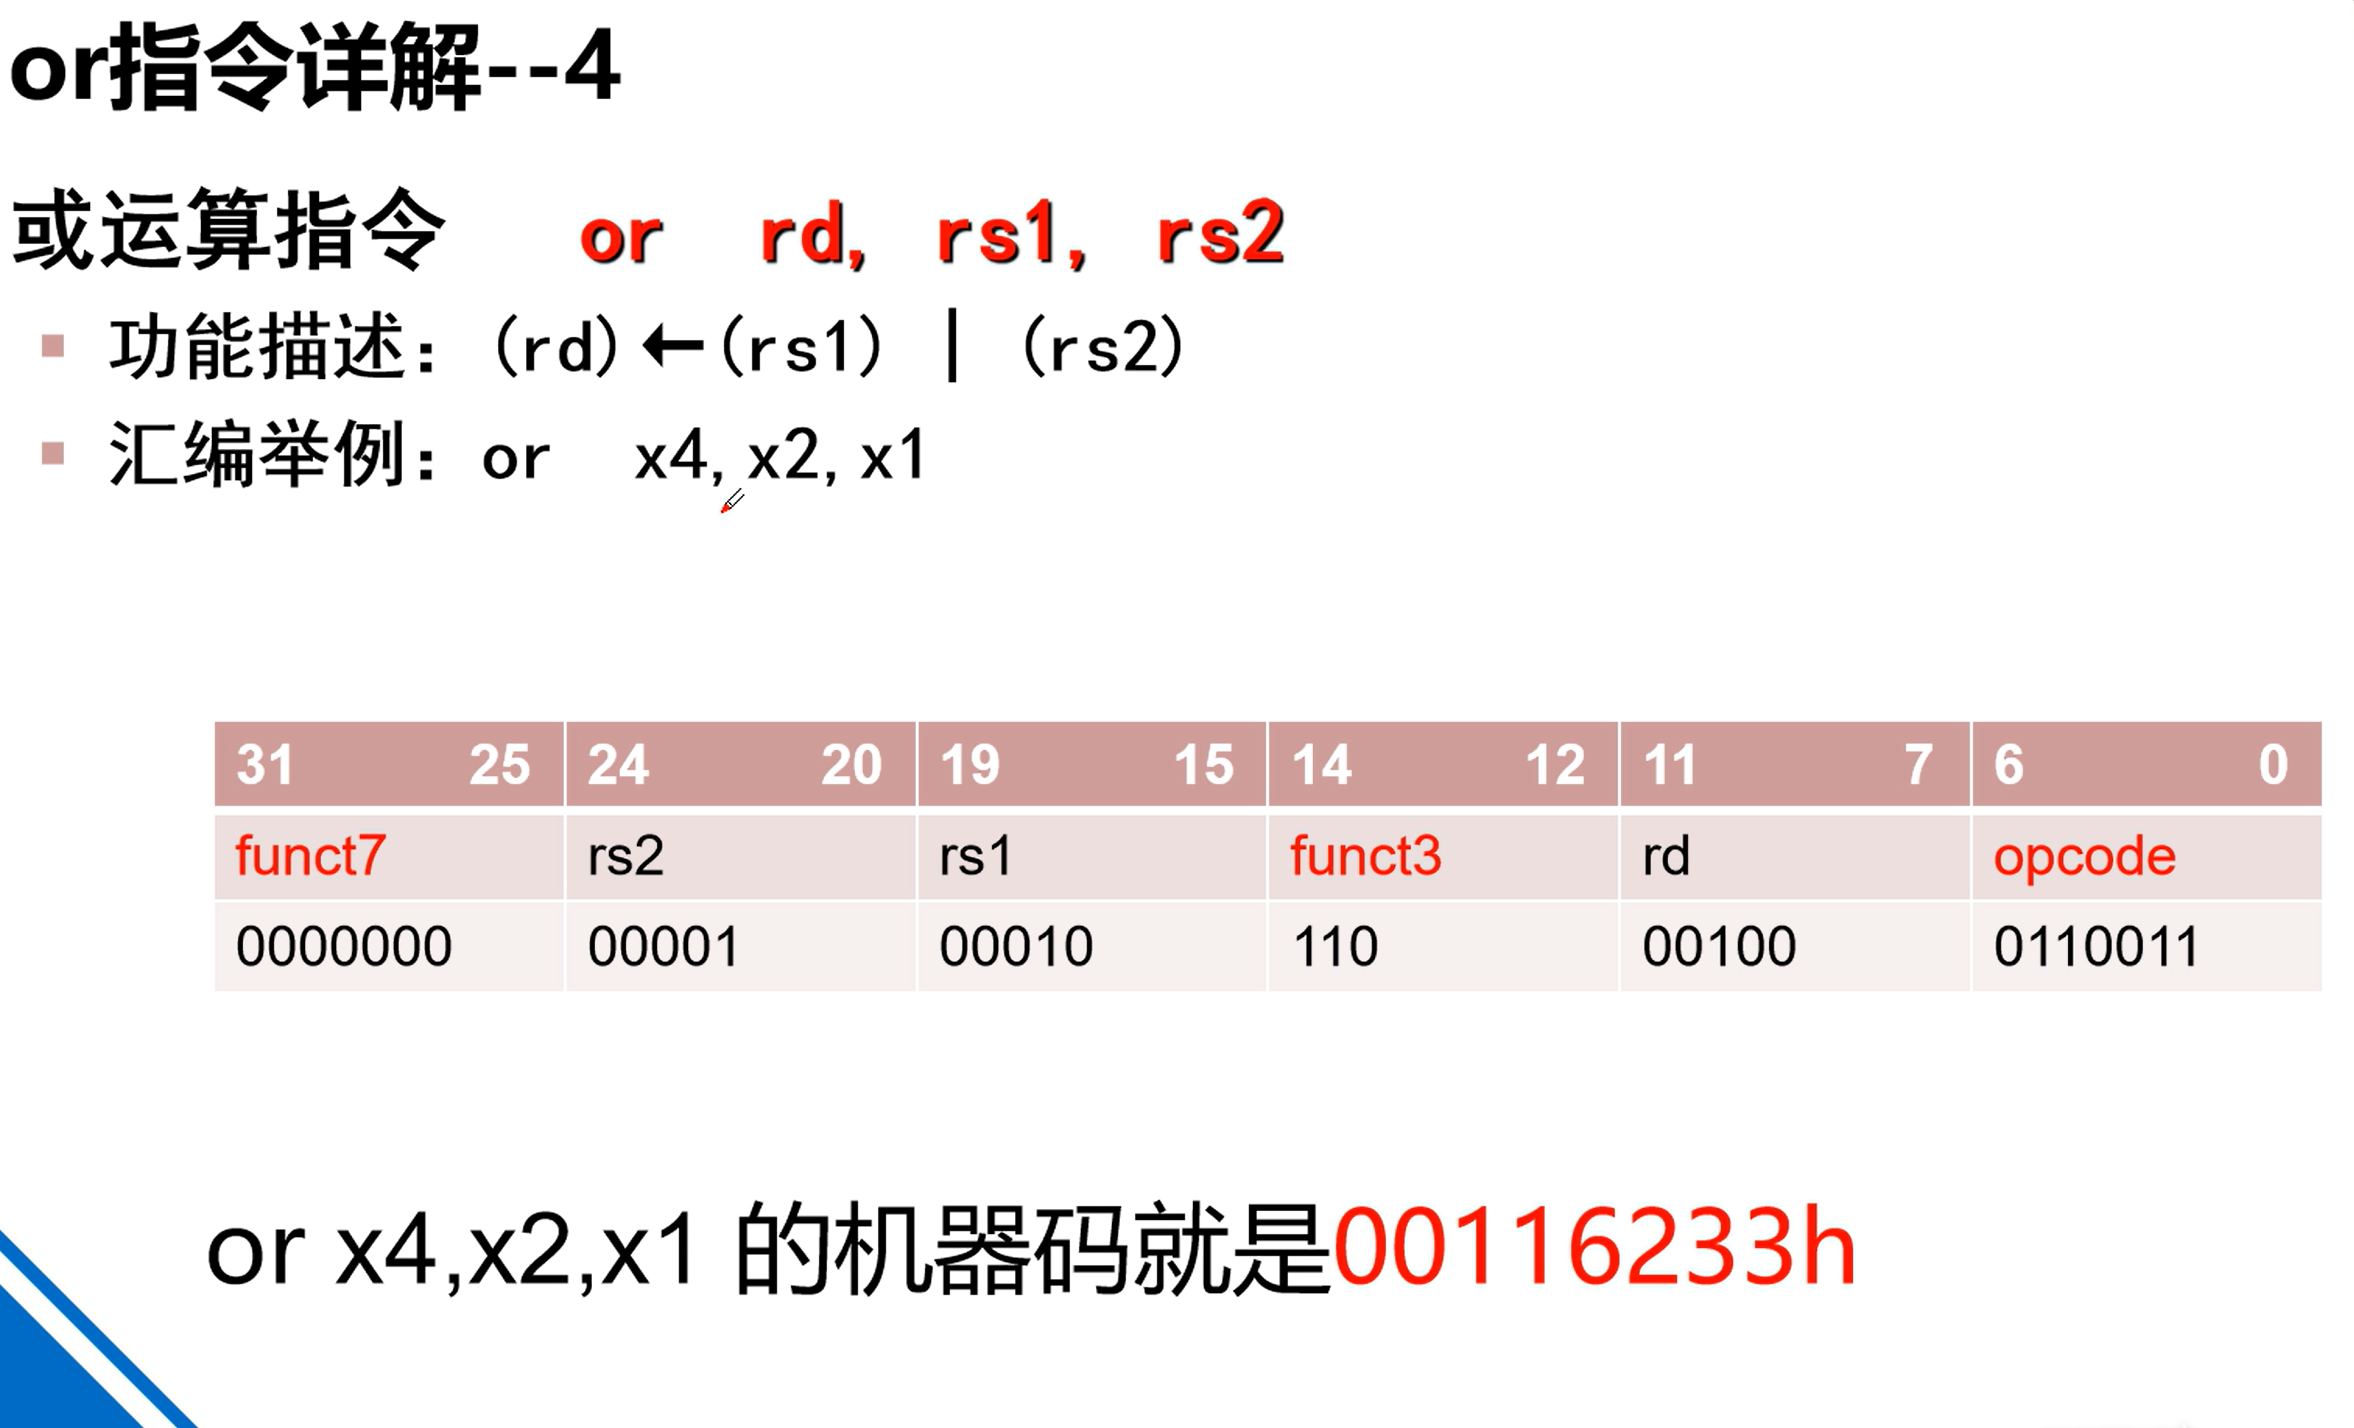 or指令详解--4
或运算指令 or rd, rs1, rs2
功能描述：(rd)←(rs1) | (rs2)
汇编举例：or x4, x2, x1
31 25 24 20 19 15 14 12 11 7 6 0
funct7 rs2 rs1 funct3 rd opcode
0000000 00001 00010 110 00100 0110011
or x4,x2,x1 的机器码就是00116233h